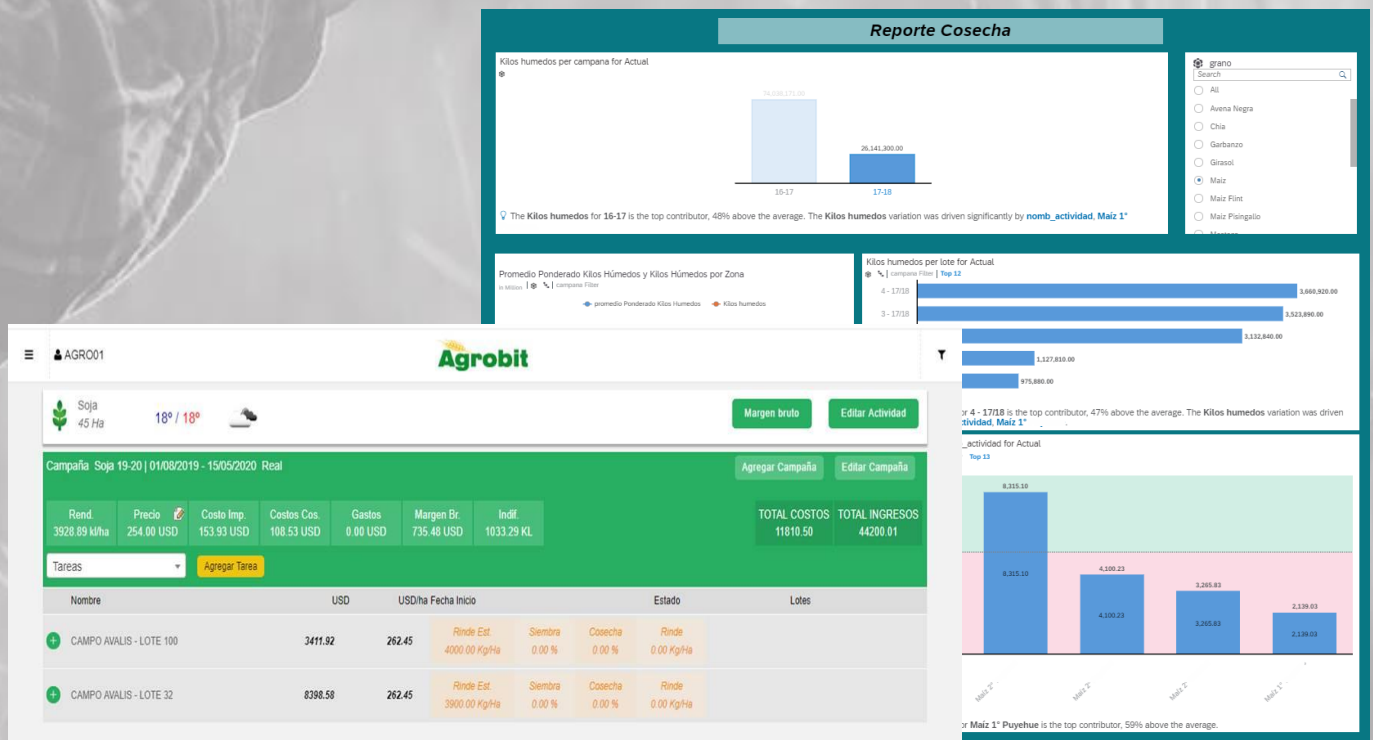 Reporte Cosecha
Kilos humedos per campana for Actual
74,038,171.00
26,141,300.00
16-17
17-18
The Kilos humedos for 16-17 is the top contributor, 48% above the average. The Kilos humedos variation was driven significantly by nomb_actividad, Maíz 1°
grano
Search
All
Avena Negra
Chía
Garbanzo
Girasol
Maíz
Maiz Flint
Maiz Pisingallo
Promedio Ponderado Kilos Húmedos y Kilos Húmedos por Zona
in Million | campana Filter
promedio Ponderado Kilos Humedos Kilos humedos
Kilos humedos per lote for Actual
campana Filter | Top 12
4 - 17/18
3,660,920.00
3 - 17/18
3,523,890.00
3,132,840.00
1,127,810.00
975,880.00
or 4 - 17/18 is the top contributor, 47% above the average. The Kilos humedos variation was driven
tividad, Maíz 1°
_actividad for Actual
Top 13
8,315.10
8,315.10
4,100.23
4,100.23
3,265.83
3,265.83
2,139.03
2,139.03
Maíz 2°
Maíz 2°
Maíz 2°
Maíz 1°
or Maíz 1° Puyehue is the top contributor, 59% above the average.
AGRO01
Agrobit
Soja
45 Ha
18º / 18º
Margen bruto
Editar Actividad
Campaña Soja 19-20 | 01/08/2019 - 15/05/2020 Real
Agregar Campaña
Editar Campaña
Rend. Precio Costo Imp. Costos Cos. Gastos Margen Br. Indif.
3928.89 kl/ha 254.00 USD 153.93 USD 108.53 USD 0.00 USD 735.48 USD 1033.29 KL
TOTAL COSTOS TOTAL INGRESOS
11810.50 44200.01
Tareas
Agregar Tarea
Nombre USD USD/ha Fecha Inicio Estado Lotes
CAMPO AVALIS - LOTE 100 3411.92 262.45
Rinde Est. Siembra Cosecha Rinde
4000.00 Kg/Ha 0.00 % 0.00 % 0.00 Kg/Ha
CAMPO AVALIS - LOTE 32 8398.58 262.45
Rinde Est. Siembra Cosecha Rinde
3900.00 Kg/Ha 0.00 % 0.00 % 0.00 Kg/Ha